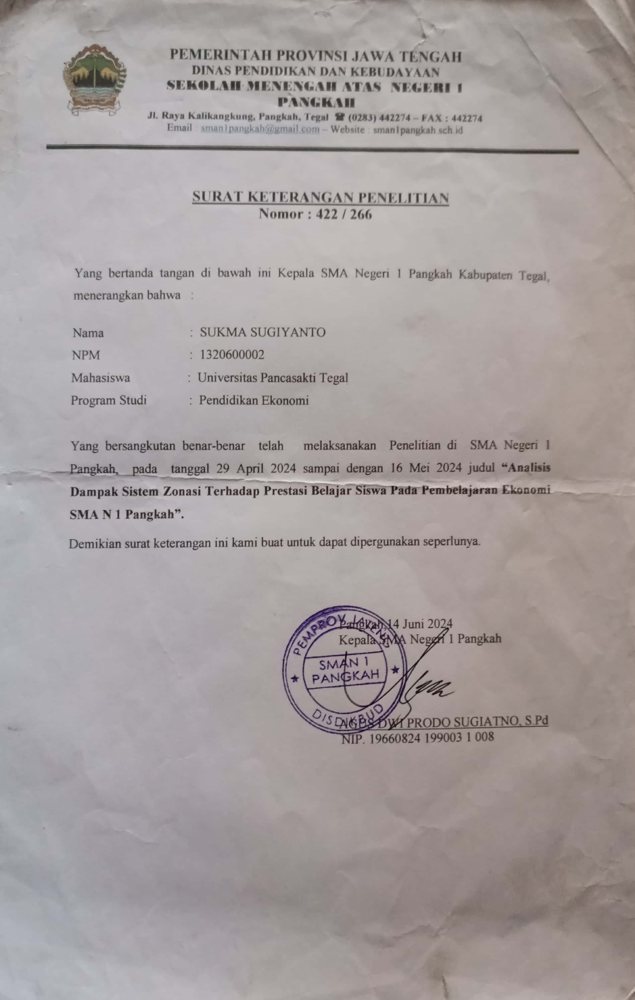 PEMERINTAH PROVINSI JAWA TENGAH
DINAS PENDIDIKAN DAN KEBUDAYAAN
SEKOLAH MENENGAH ATAS NEGERI 1
PANGKAH
Jl. Raya Kalikangkung, Pangkah, Tegal ☎ (0283) 442274 – FAX : 442274
Email : sman1pangkah@gmail.com – Website : sman1pangkah.sch.id
SURAT KETERANGAN PENELITIAN
Nomor : 422 / 266
Yang bertanda tangan di bawah ini Kepala SMA Negeri 1 Pangkah Kabupaten Tegal,
menerangkan bahwa :
Nama : SUKMA SUGIYANTO
NPM : 1320600002
Mahasiswa : Universitas Pancasakti Tegal
Program Studi : Pendidikan Ekonomi
Yang bersangkutan benar-benar telah melaksanakan Penelitian di SMA Negeri 1
Pangkah, pada tanggal 29 April 2024 sampai dengan 16 Mei 2024 judul “Analisis
Dampak Sistem Zonasi Terhadap Prestasi Belajar Siswa Pada Pembelajaran Ekonomi
SMA N 1 Pangkah”.
Demikian surat keterangan ini kami buat untuk dapat dipergunakan seperlunya.
Pangkah,14 Juni 2024
Kepala SMA Negeri 1 Pangkah
PEMPROV JATENG
SMAN 1
PANGKAH
DISDIKBUD
AGUS DWI PRODO SUGIATNO, S.Pd
NIP. 19660824 199003 1 008